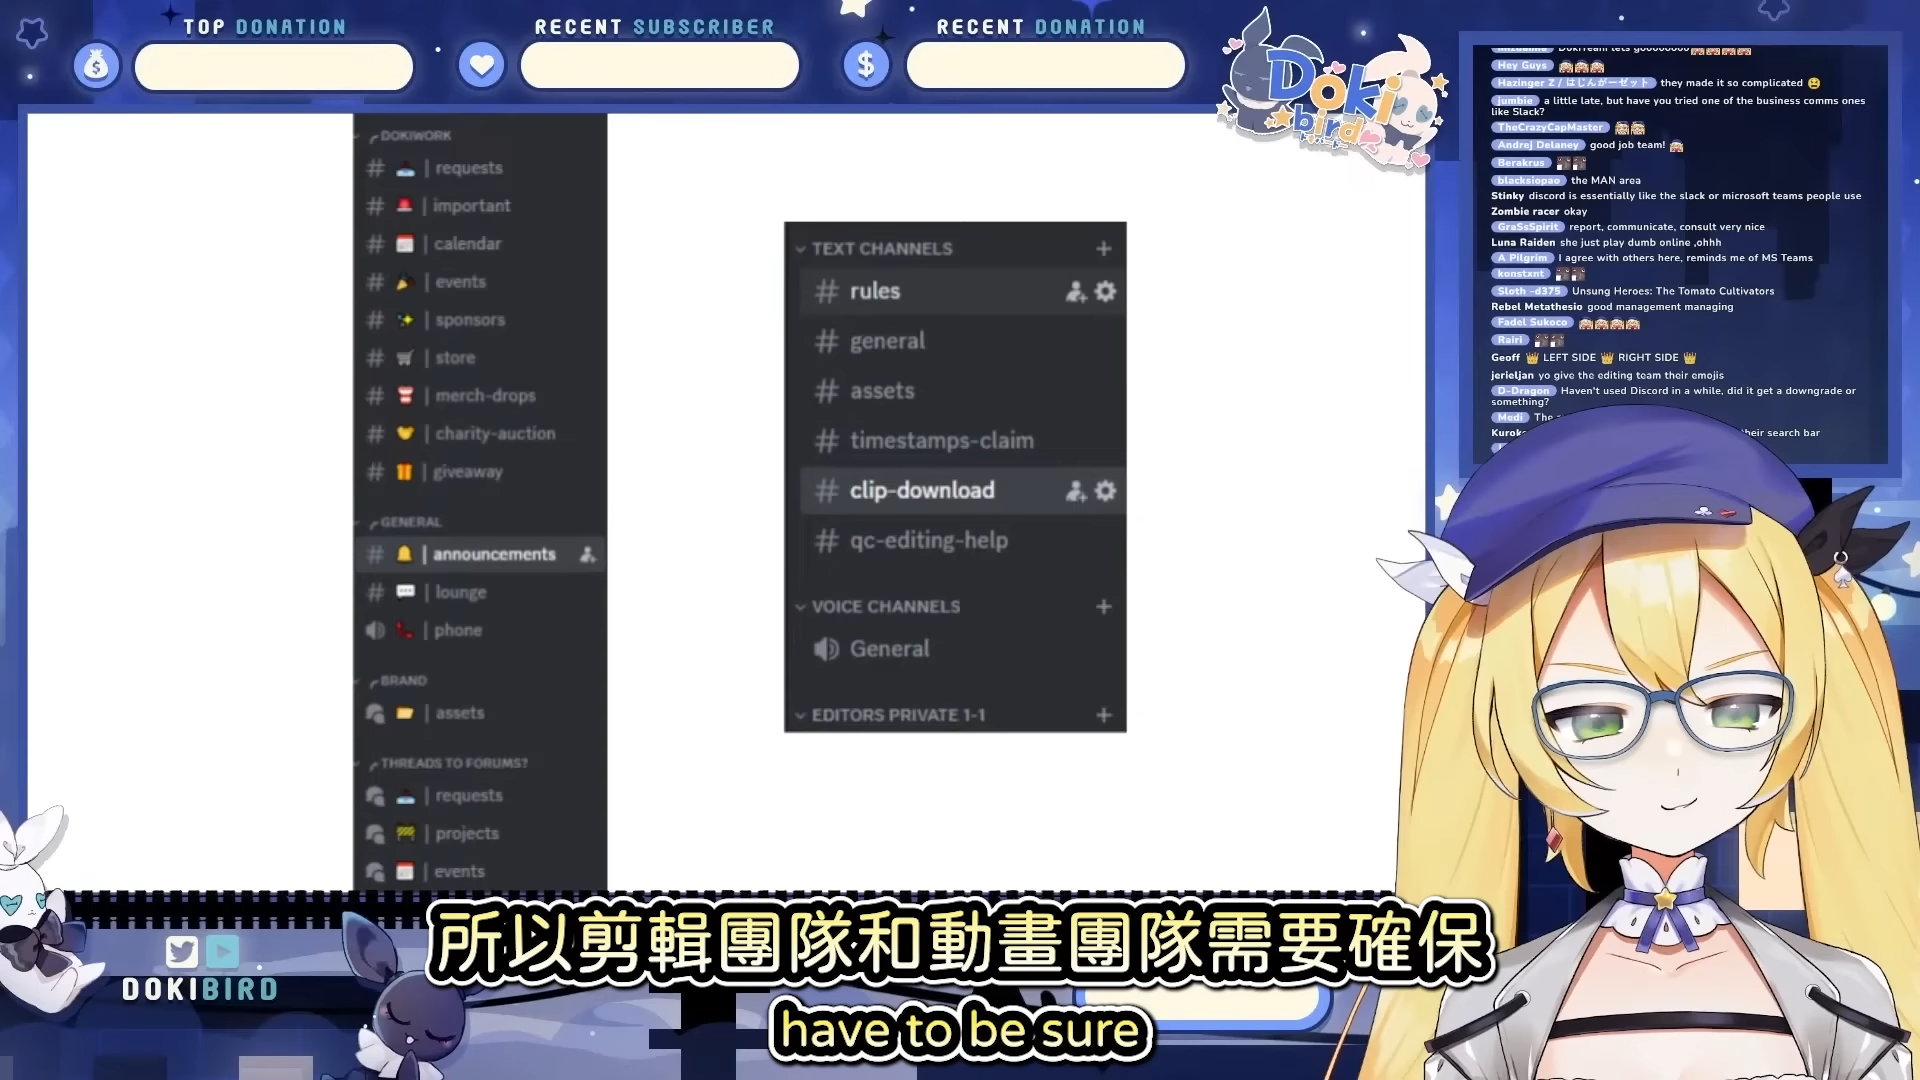 TOP DONATION
RECENT SUBSCRIBER
RECENT DONATION
Doki
bird
DOKIWORK
# | requests
# | important
# | calendar
# | events
# | sponsors
# | store
# | merch-drops
# | charity-auction
# | giveaway
GENERAL
# | announcements
# | lounge
| phone
BRAND
| assets
THREADS TO FORUMS?
| requests
| projects
| events
TEXT CHANNELS
# rules
# general
# assets
# timestamps-claim
# clip-download
# qc-editing-help
VOICE CHANNELS
General
EDITORS PRIVATE 1-1
Hey Guys
Hazinger Z / はじんがーゼット they made it so complicated
jumbie a little late, but have you tried one of the business comms ones
like Slack?
TheCrazyCapMaster
Andrej Delaney good job team!
Berakrus
blacksiopao the MAN area
Stinky discord is essentially like the slack or microsoft teams people use
Zombie racer okay
GraSsSpirit report, communicate, consult very nice
Luna Raiden she just play dumb online ,ohhh
A Pilgrim I agree with others here, reminds me of MS Teams
konstxnt
Sloth -d375 Unsung Heroes: The Tomato Cultivators
Rebel Metathesio good management managing
Fadel Sukoco
Rairi
Geoff 👑 LEFT SIDE 👑 RIGHT SIDE 👑
jerieljan yo give the editing team their emojis
D-Dragon Haven't used Discord in a while, did it get a downgrade or
something?
Medi The
their search bar
DOKIBIRD
所以剪輯團隊和動畫團隊需要確保
have to be sure